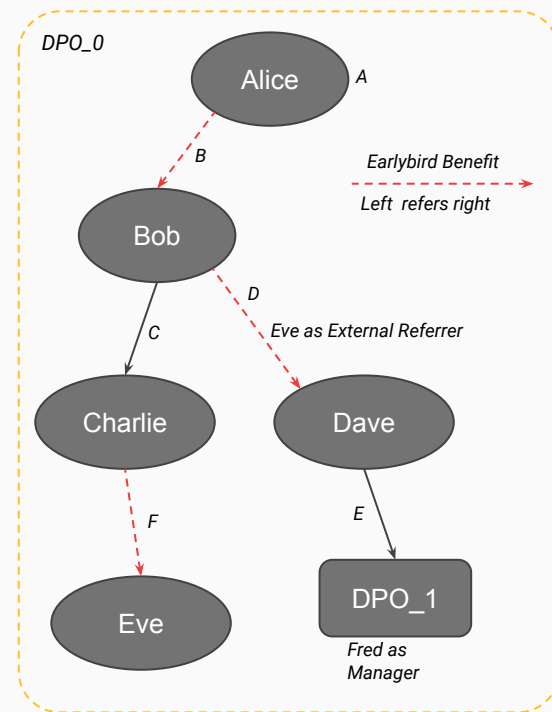 DPO_0
Alice
A
B
Earlybird Benefit
Left refers right
Bob
D
C
Eve as External Referrer
Charlie
Dave
E
F
DPO_1
Eve
Fred as
Manager